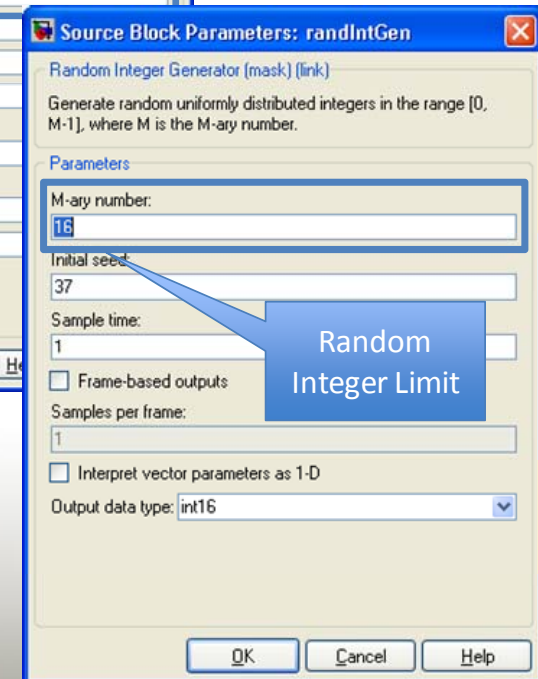 Source Block Parameters: randIntGen
Random Integer Generator (mask) (link)
Generate random uniformly distributed integers in the range [0,
M-1], where M is the M-ary number.
Parameters
M-ary number:
16
Initial seed:
37
Sample time:
1
Random
Integer Limit
Frame-based outputs
Samples per frame:
1
Interpret vector parameters as 1-D
Output data type: int16
OK
Cancel
Help